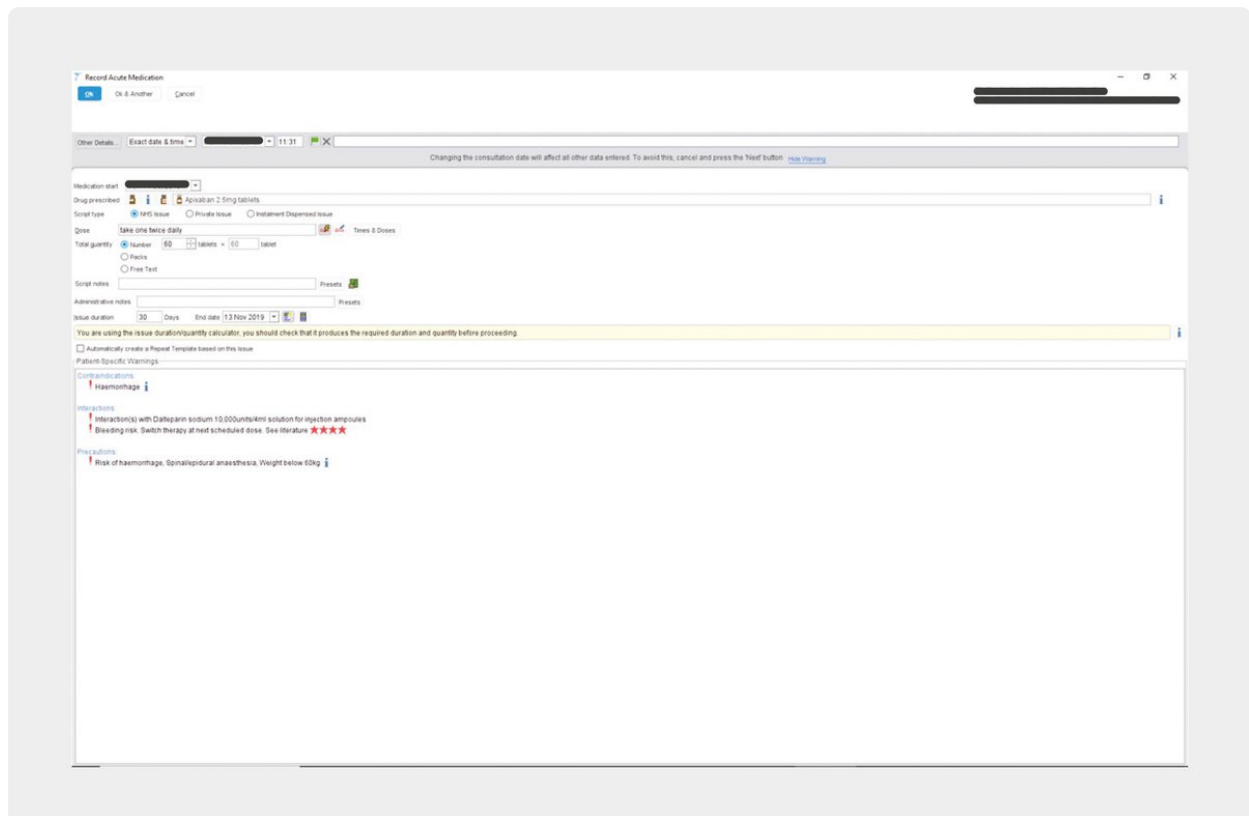 Record Acute Medication
Ok Ok & Another Cancel
Other Details... Exact date & time 11:31
Changing the consultation date will affect all other data entered. To avoid this, cancel and press the 'Next' button Hide Warning
Medication start
Drug prescribed Apixaban 2.5mg tablets
Script type NHS Issue Private Issue Instalment Dispensed Issue
Dose take one twice daily Times & Doses
Total quantity Number 60 tablets = 60 tablet
Packs
Free Text
Script notes Presets
Administrative notes Presets
Issue duration 30 Days End date 13 Nov 2019
You are using the issue duration/quantity calculator, you should check that it produces the required duration and quantity before proceeding.
Automatically create a Repeat Template based on this issue
Patient-Specific Warnings
Contraindications
Haemorrhage
Interactions
Interaction(s) with Dalteparin sodium 10,000units/4ml solution for injection ampoules
Bleeding risk. Switch therapy at next scheduled dose. See literature ★★★★
Precautions
Risk of haemorrhage, Spinal/epidural anaesthesia, Weight below 60kg